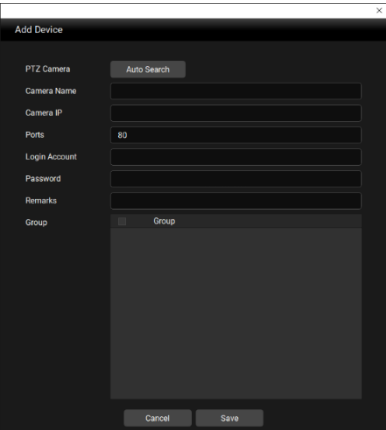 Add Device
PTZ Camera Auto Search
Camera Name
Camera IP
Ports 80
Login Account
Password
Remarks
Group Group
Cancel Save